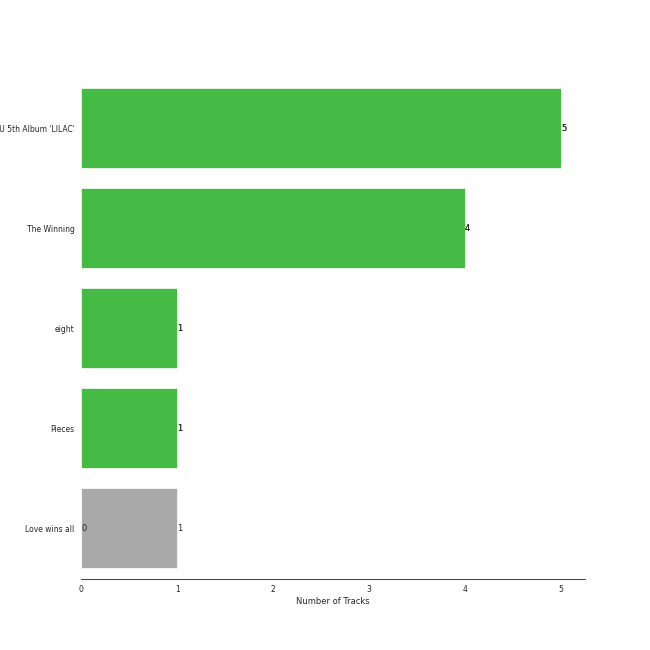 U 5th Album 'LILAC'
5
The Winning
4
eight
1
Pieces
1
Love wins all
0
1
0 1 2 3 4 5
Number of Tracks